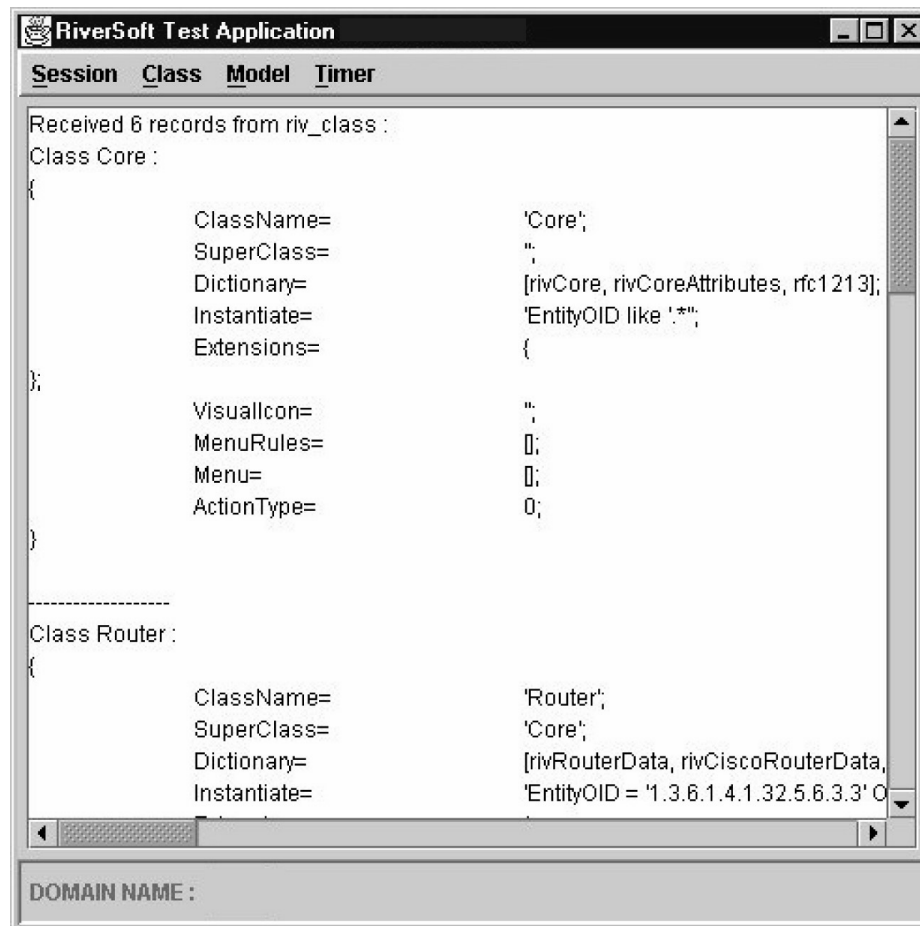 RiverSoft Test Application
Session Class Model Timer
Received 6 records from riv_class :
Class Core :
{
ClassName= 'Core';
SuperClass= '';
Dictionary= [rivCore, rivCoreAttributes, rfc1213];
Instantiate= 'EntityOID like '.*'';
Extensions= {
};
VisualIcon= '';
MenuRules= [];
Menu= [];
ActionType= 0;
}
-------------------
Class Router :
{
ClassName= 'Router';
SuperClass= 'Core';
Dictionary= [rivRouterData, rivCiscoRouterData,
Instantiate= 'EntityOID = '1.3.6.1.4.1.32.5.6.3.3' O
DOMAIN NAME :